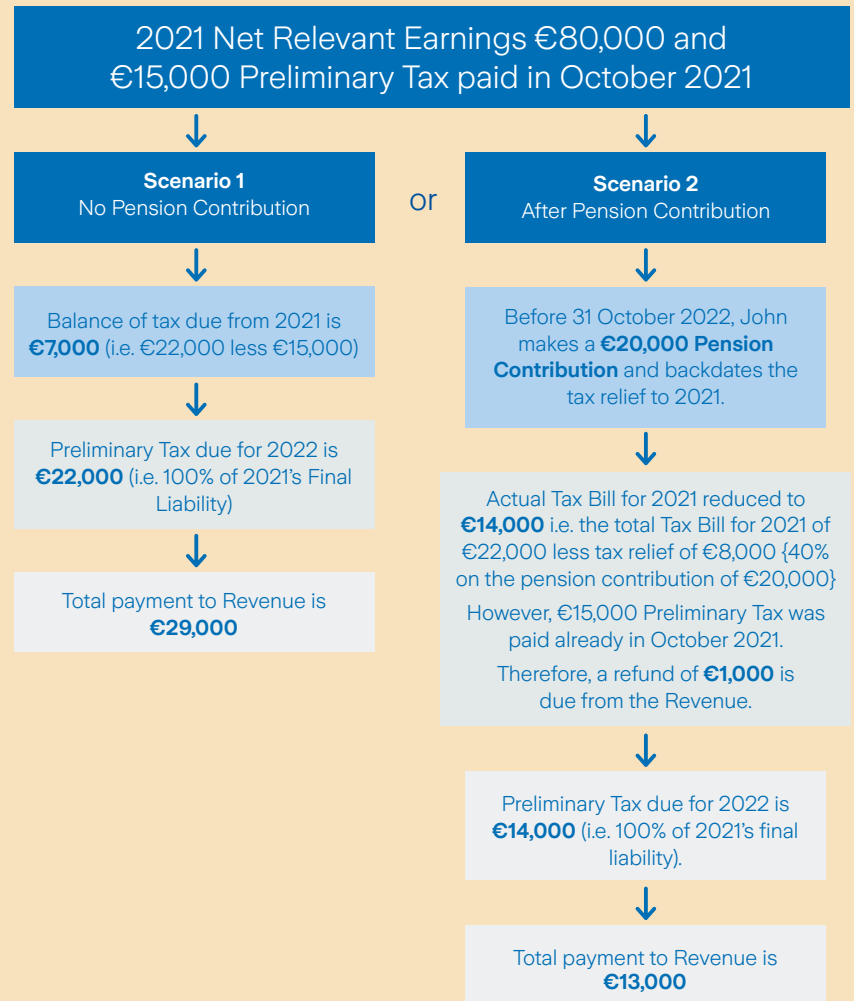 2021 Net Relevant Earnings €80,000 and
€15,000 Preliminary Tax paid in October 2021
Scenario 1
No Pension Contribution
Balance of tax due from 2021 is
€7,000 (i.e. €22,000 less €15,000)
Preliminary Tax due for 2022 is
€22,000 (i.e. 100% of 2021's Final
Liability)
Total payment to Revenue is
€29,000
or
Scenario 2
After Pension Contribution
Before 31 October 2022, John
makes a €20,000 Pension
Contribution and backdates the
tax relief to 2021.
Actual Tax Bill for 2021 reduced to
€14,000 i.e. the total Tax Bill for 2021 of
€22,000 less tax relief of €8,000 {40%
on the pension contribution of €20,000}
However, €15,000 Preliminary Tax was
paid already in October 2021.
Therefore, a refund of €1,000 is
due from the Revenue.
Preliminary Tax due for 2022 is
€14,000 (i.e. 100% of 2021's final
liability).
Total payment to Revenue is
€13,000